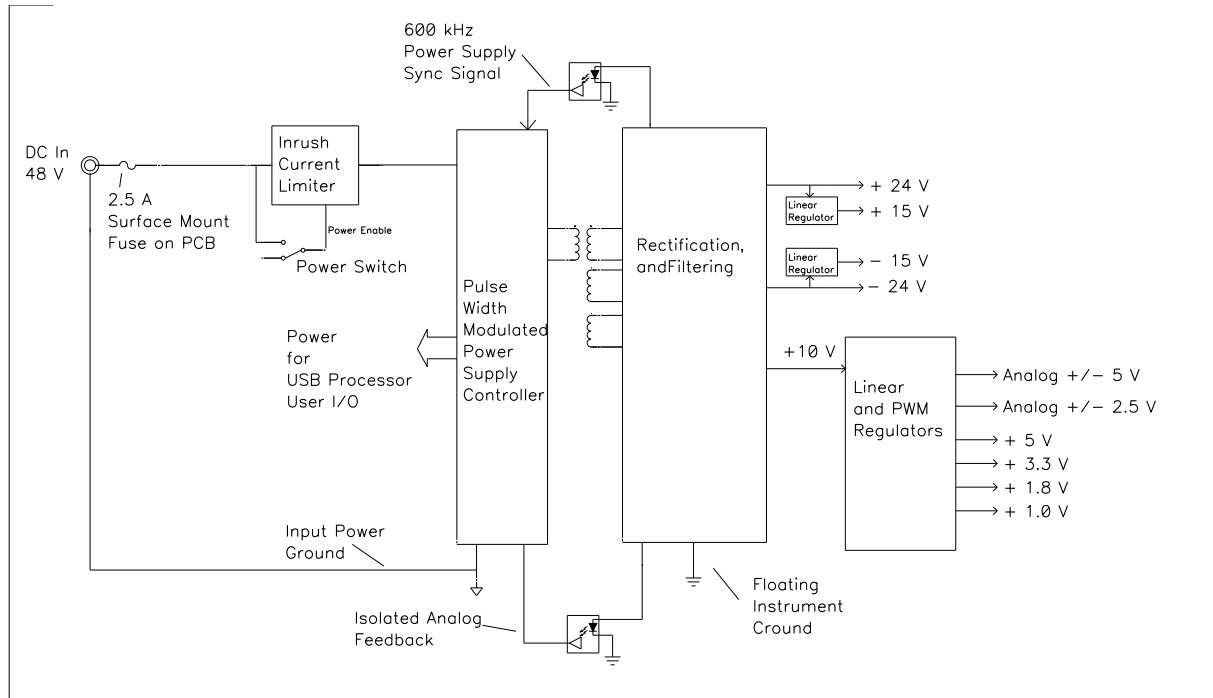 600 kHz
Power Supply
Sync Signal
DC In
48 V
Inrush
Current
Limiter
2.5 A
Surface Mount
Fuse on PCB
Power Enable
Power Switch
Power
for
USB Processor
User I/O
Pulse
Width
Modulated
Power
Supply
Controller
Rectification,
andFiltering
+ 24 V
Linear
Regulator
+ 15 V
Linear
Regulator
- 15 V
- 24 V
+10 V
Linear
and PWM
Regulators
Analog +/- 5 V
Analog +/- 2.5 V
+ 5 V
+ 3.3 V
+ 1.8 V
+ 1.0 V
Input Power
Ground
Isolated Analog
Feedback
Floating
Instrument
Ground